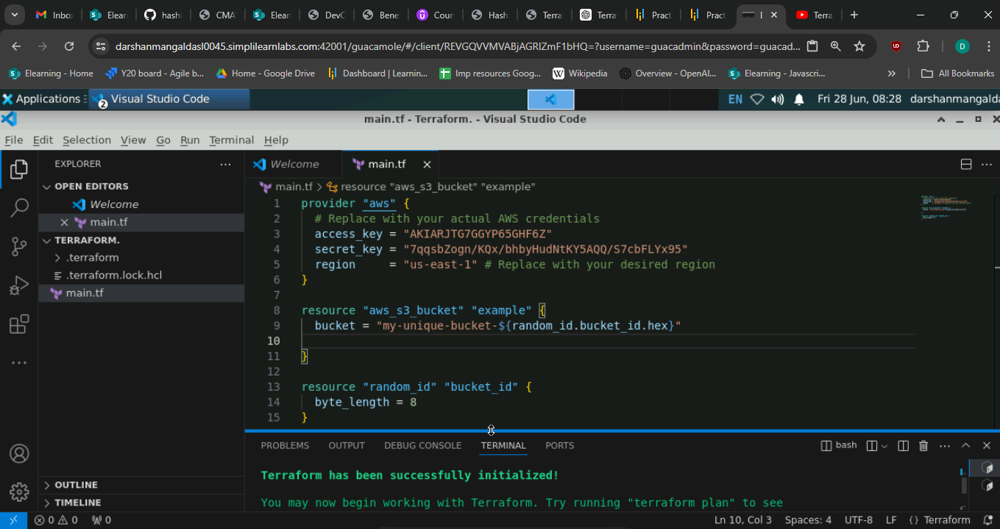 Inbo
Elear
hashi
CMA
Elear
DevC
Bene
Cour
Hash
Terra
Terra
Pract
Pract
Terra
darshanmangaldasl0045.simplilearnlabs.com:42001/guacamole/#/client/REVGQVVMVABjAGRIZmF1bHQ=?username=guacadmin&password=guacad...
Elearning - Home
Y20 board - Agile b...
Home - Google Drive
Dashboard | Learnin...
Imp resources Goog...
Wikipedia
Overview - OpenAI...
Elearning - Javascri...
All Bookmarks
Applications
2
Visual Studio Code
EN
Fri 28 Jun, 08:28
darshanmangalda
main.tf - Terraform. - Visual Studio Code
File Edit Selection View Go Run Terminal Help
EXPLORER
OPEN EDITORS
Welcome
main.tf
TERRAFORM.
.terraform
.terraform.lock.hcl
main.tf
OUTLINE
TIMELINE
Welcome
main.tf
main.tf > resource "aws_s3_bucket" "example"
1 provider "aws" {
2 # Replace with your actual AWS credentials
3 access_key = "AKIARJTG7GGYP65GHF6Z"
4 secret_key = "7qqsbZogn/KQx/bhbyHudNtKY5AQQ/S7cbFLYx95"
5 region = "us-east-1" # Replace with your desired region
6 }
7
8 resource "aws_s3_bucket" "example" {
9 bucket = "my-unique-bucket-${random_id.bucket_id.hex}"
10
11 }
12
13 resource "random_id" "bucket_id" {
14 byte_length = 8
15 }
PROBLEMS OUTPUT DEBUG CONSOLE TERMINAL PORTS
bash
Terraform has been successfully initialized!
You may now begin working with Terraform. Try running "terraform plan" to see
0 0 0
Ln 10, Col 3 Spaces: 4 UTF-8 LF {} Terraform